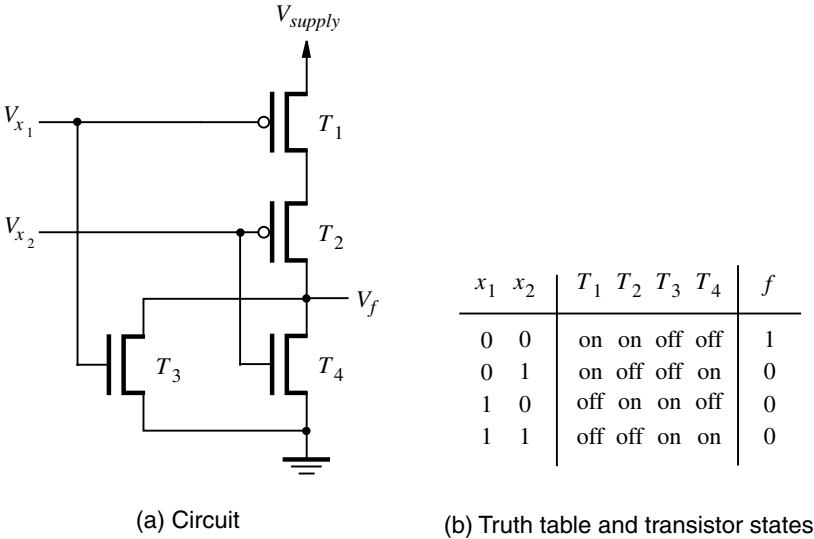 V_supply
V_x1
T_1
V_x2
T_2
V_f
T_3
T_4
x_1 x_2 T_1 T_2 T_3 T_4 f
0 0 on on off off 1
0 1 on off off on 0
1 0 off on on off 0
1 1 off off on on 0
(a) Circuit
(b) Truth table and transistor states